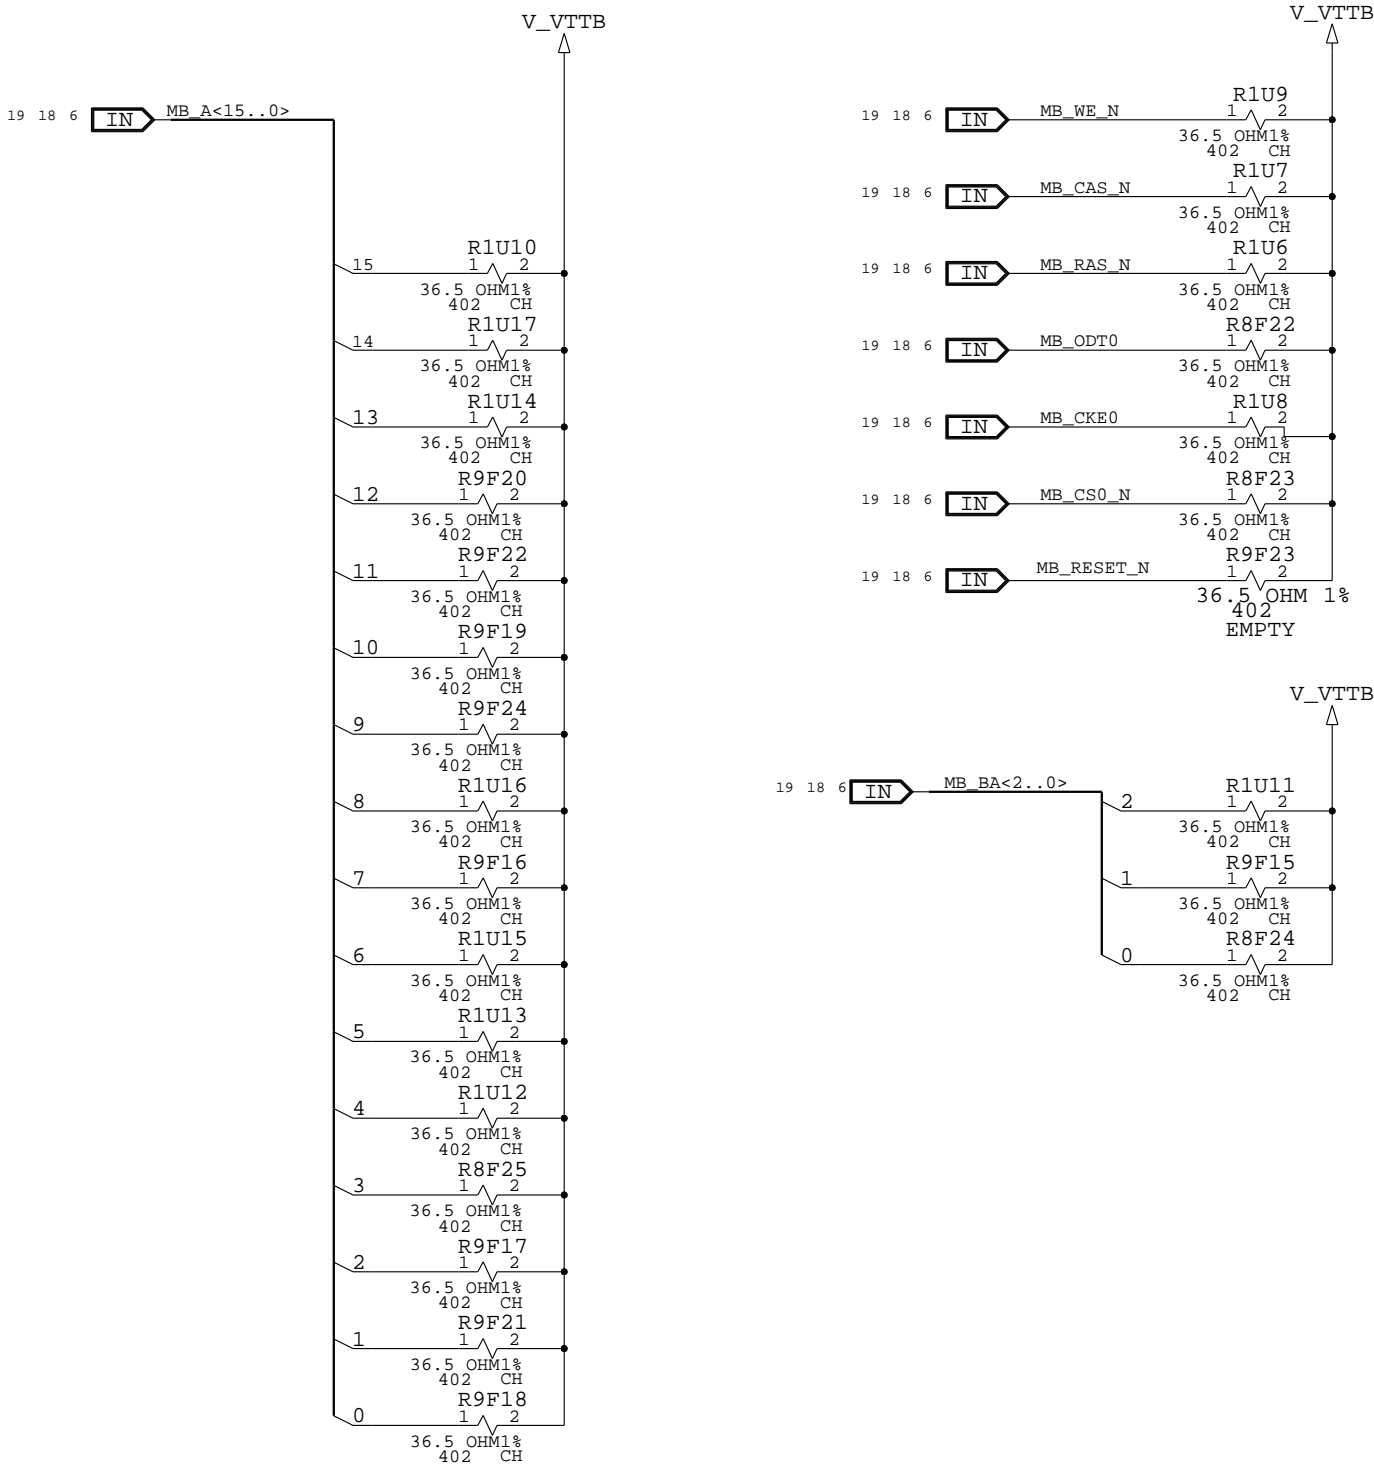 V_VTTB
19 18 6 IN MB_A<15..0>
R1U10
15 1 2
36.5 OHM1%
402 CH
R1U17
14 1 2
36.5 OHM1%
402 CH
R1U14
13 1 2
36.5 OHM1%
402 CH
R9F20
12 1 2
36.5 OHM1%
402 CH
R9F22
11 1 2
36.5 OHM1%
402 CH
R9F19
10 1 2
36.5 OHM1%
402 CH
R9F24
9 1 2
36.5 OHM1%
402 CH
R1U16
8 1 2
36.5 OHM1%
402 CH
R9F16
7 1 2
36.5 OHM1%
402 CH
R1U15
6 1 2
36.5 OHM1%
402 CH
R1U13
5 1 2
36.5 OHM1%
402 CH
R1U12
4 1 2
36.5 OHM1%
402 CH
R8F25
3 1 2
36.5 OHM1%
402 CH
R9F17
2 1 2
36.5 OHM1%
402 CH
R9F21
1 1 2
36.5 OHM1%
402 CH
R9F18
0 1 2
36.5 OHM1%
402 CH
V_VTTB
R1U9
19 18 6 IN MB_WE_N 1 2
36.5 OHM1%
402 CH
R1U7
19 18 6 IN MB_CAS_N 1 2
36.5 OHM1%
402 CH
R1U6
19 18 6 IN MB_RAS_N 1 2
36.5 OHM1%
402 CH
R8F22
19 18 6 IN MB_ODT0 1 2
36.5 OHM1%
402 CH
R1U8
19 18 6 IN MB_CKE0 1 2
36.5 OHM1%
402 CH
R8F23
19 18 6 IN MB_CS0_N 1 2
36.5 OHM1%
402 CH
R9F23
19 18 6 IN MB_RESET_N 1 2
36.5 OHM 1%
402
EMPTY
V_VTTB
19 18 6 IN MB_BA<2..0>
R1U11
2 1 2
36.5 OHM1%
402 CH
R9F15
1 1 2
36.5 OHM1%
402 CH
R8F24
0 1 2
36.5 OHM1%
402 CH